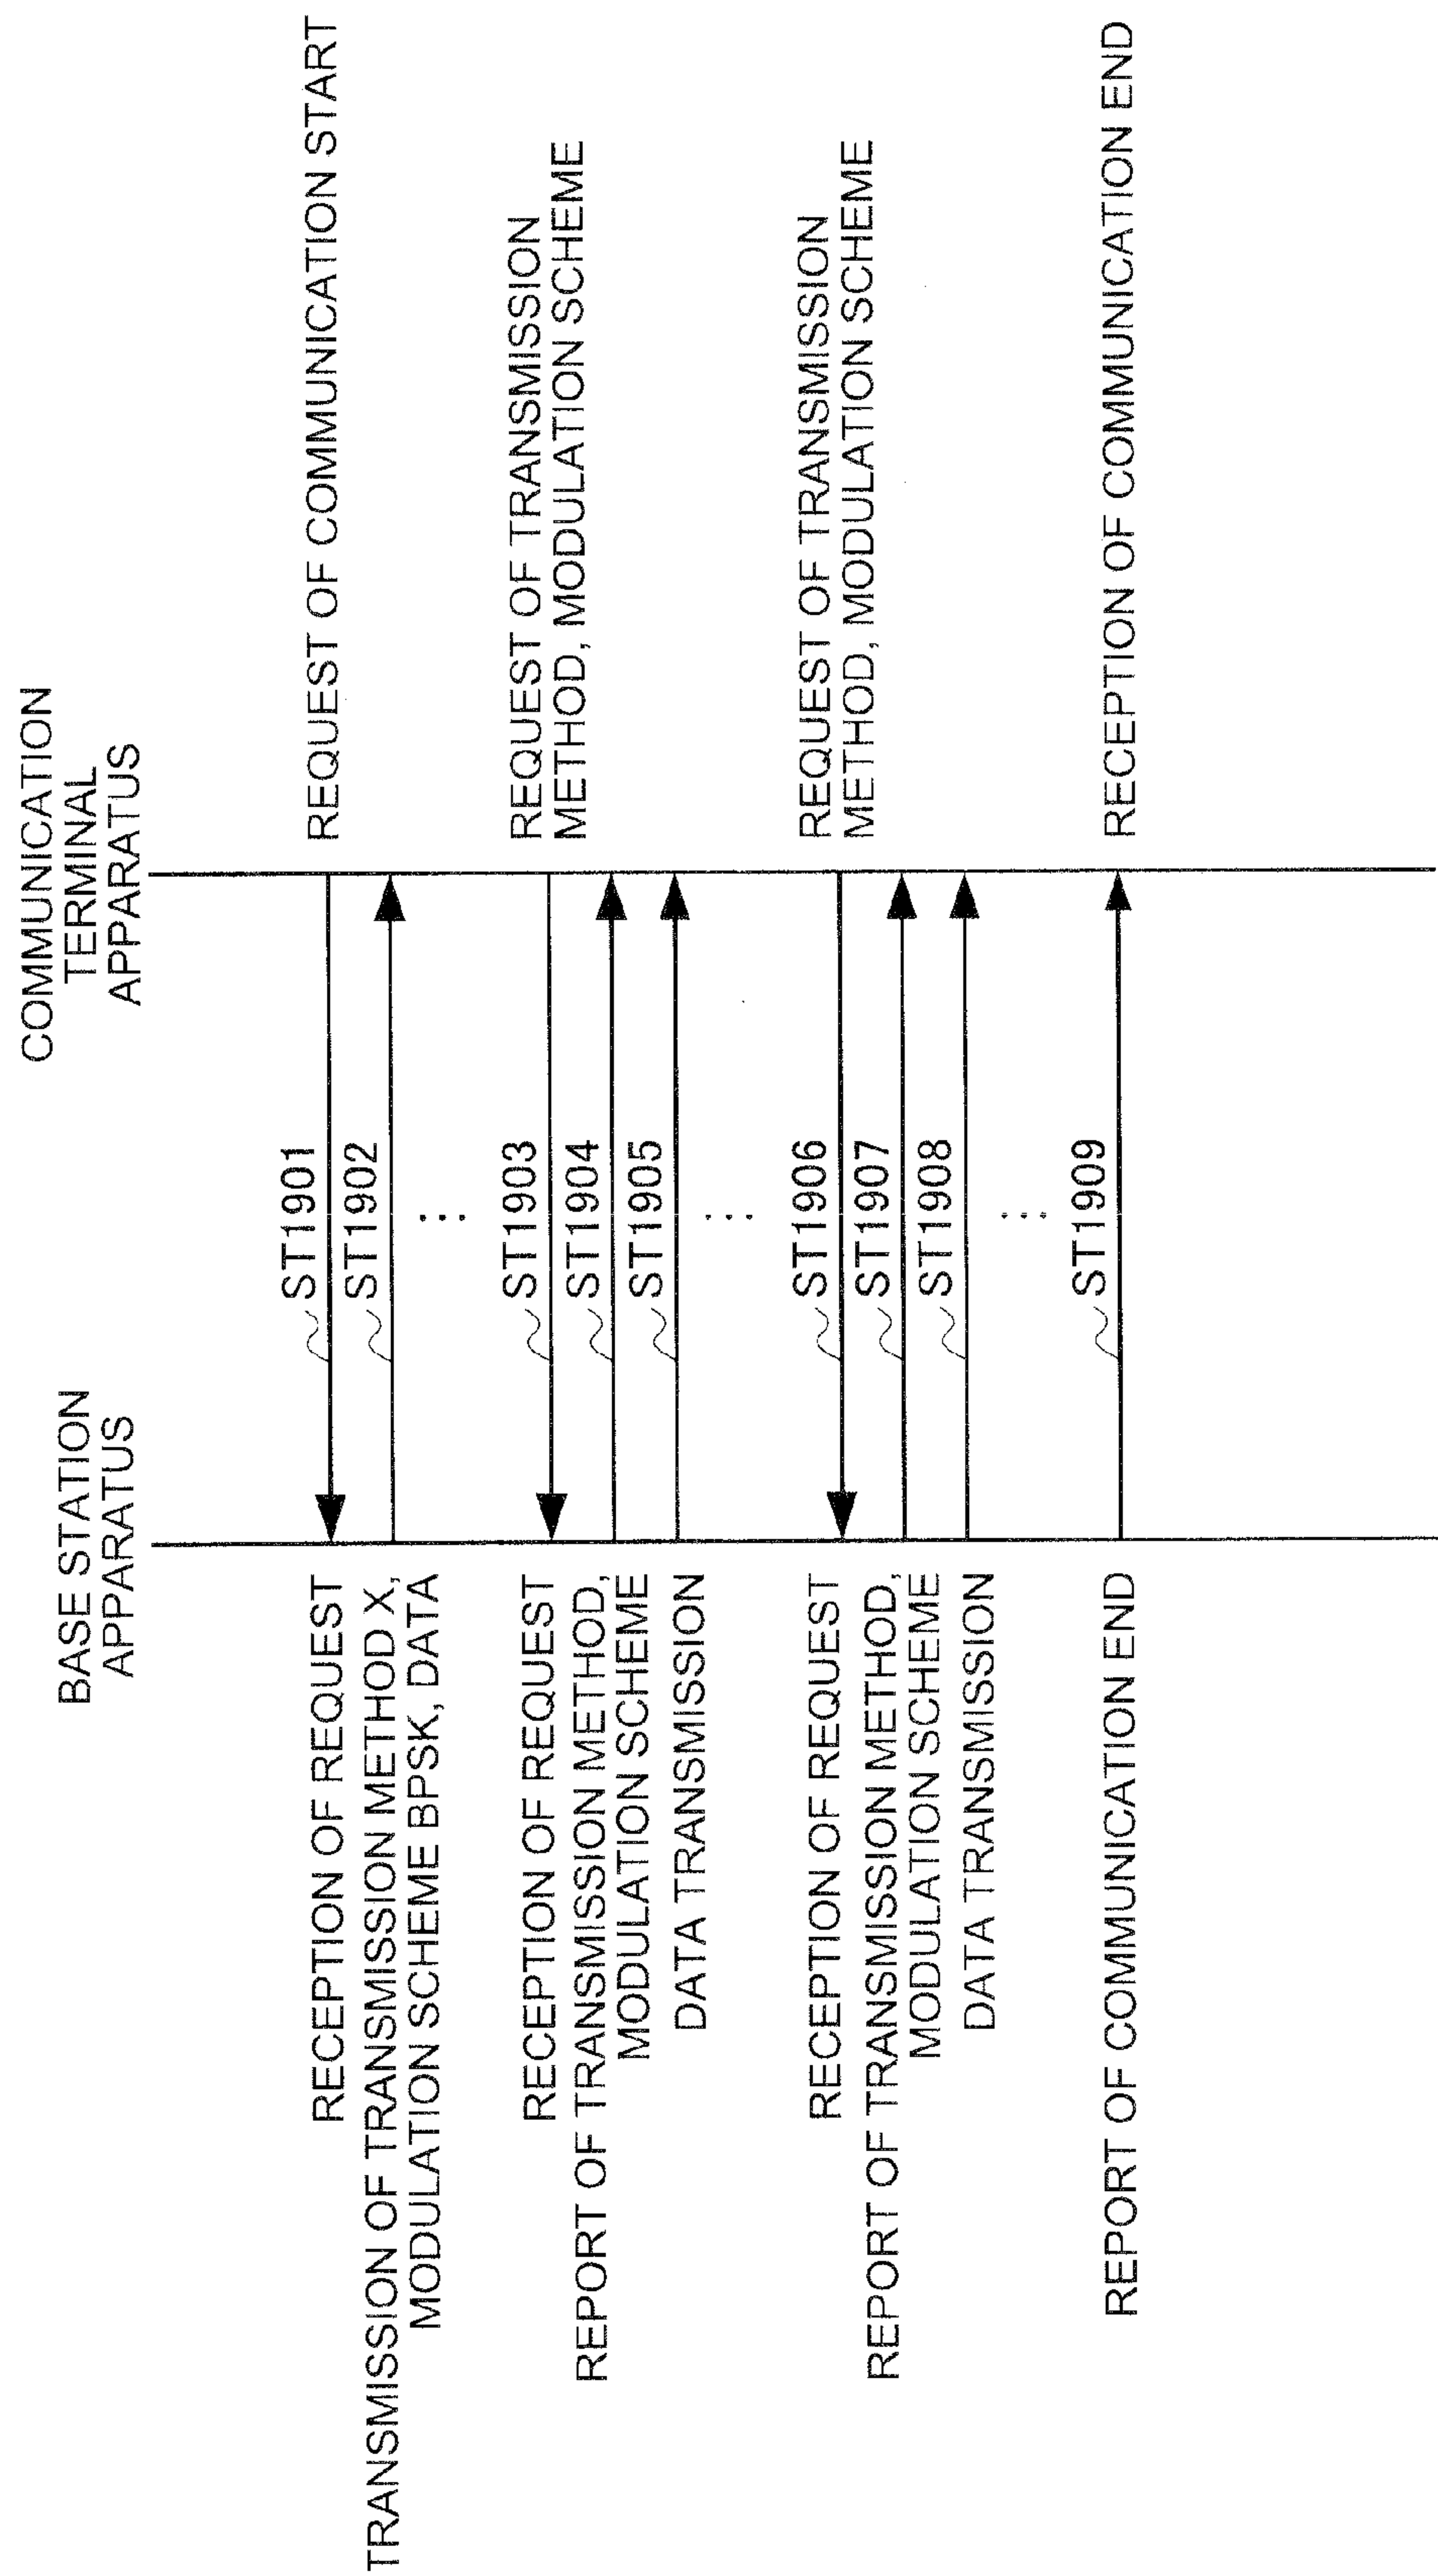 BASE STATION
APPARATUS
COMMUNICATION
TERMINAL
APPARATUS
RECEPTION OF REQUEST
ST1901
REQUEST OF COMMUNICATION START
TRANSMISSION OF TRANSMISSION METHOD X,
MODULATION SCHEME BPSK, DATA
ST1902
...
RECEPTION OF REQUEST
ST1903
REQUEST OF TRANSMISSION
METHOD, MODULATION SCHEME
REPORT OF TRANSMISSION METHOD,
MODULATION SCHEME
ST1904
DATA TRANSMISSION
ST1905
...
RECEPTION OF REQUEST
ST1906
REQUEST OF TRANSMISSION
METHOD, MODULATION SCHEME
REPORT OF TRANSMISSION METHOD,
MODULATION SCHEME
ST1907
DATA TRANSMISSION
ST1908
...
REPORT OF COMMUNICATION END
ST1909
RECEPTION OF COMMUNICATION END